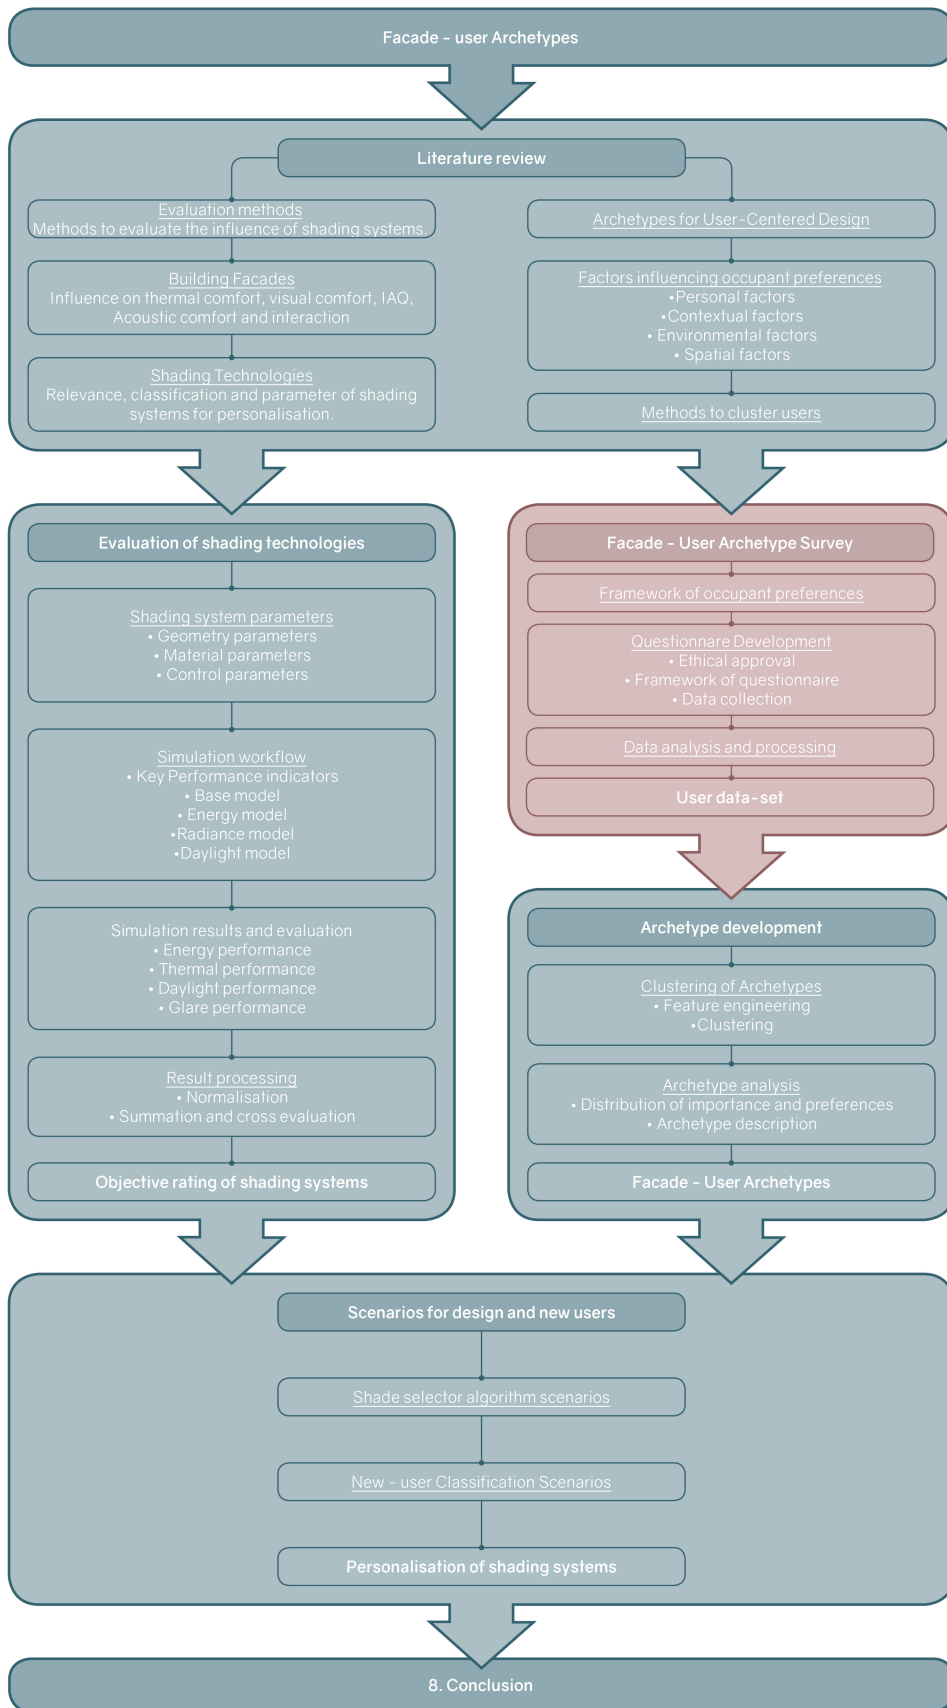 Facade - user Archetypes
Literature review
Evaluation methods
Methods to evaluate the influence of shading systems.
Building Facades
Influence on thermal comfort, visual comfort, IAQ,
Acoustic comfort and interaction
Shading Technologies
Relevance, classification and parameter of shading
systems for personalisation.
Archetypes for User-Centered Design
Factors influencing occupant preferences
•Personal factors
•Contextual factors
• Environmental factors
• Spatial factors
Methods to cluster users
Evaluation of shading technologies
Shading system parameters
• Geometry parameters
• Material parameters
• Control parameters
Simulation workflow
• Key Performance indicators
• Base model
• Energy model
•Radiance model
•Daylight model
Simulation results and evaluation
• Energy performance
• Thermal performance
• Daylight performance
• Glare performance
Result processing
• Normalisation
• Summation and cross evaluation
Objective rating of shading systems
Facade - User Archetype Survey
Framework of occupant preferences
Questionnare Development
• Ethical approval
• Framework of questionnaire
• Data collection
Data analysis and processing
User data-set
Archetype development
Clustering of Archetypes
• Feature engineering
•Clustering
Archetype analysis
• Distribution of importance and preferences
• Archetype description
Facade - User Archetypes
Scenarios for design and new users
Shade selector algorithm scenarios
New - user Classification Scenarios
Personalisation of shading systems
8. Conclusion